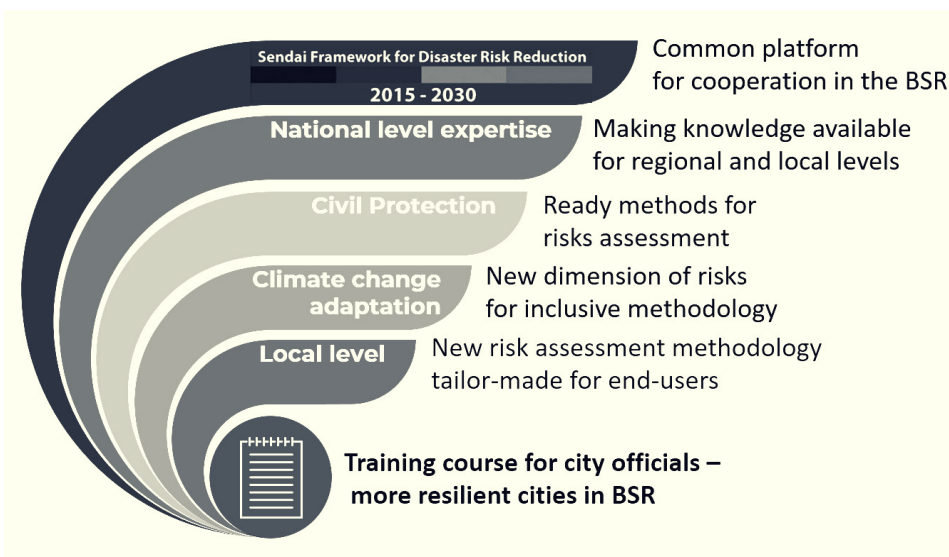 Sendai Framework for Disaster Risk Reduction
2015 - 2030
Common platform
for cooperation in the BSR
National level expertise
Making knowledge available
for regional and local levels
Civil Protection
Ready methods for
risks assessment
Climate change
adaptation
New dimension of risks
for inclusive methodology
Local level
New risk assessment methodology
tailor-made for end-users
Training course for city officials –
more resilient cities in BSR